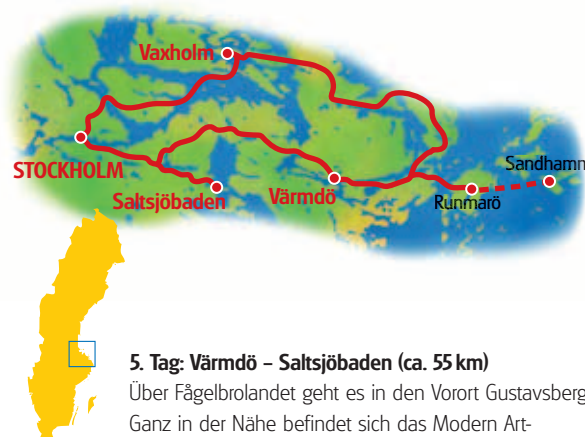 Vaxholm
STOCKHOLM
Saltsjöbaden
Värmdö
Sandhamn
Runmarö
5. Tag: Värmdö – Saltsjöbaden (ca. 55 km)
Über Fågelbrolandet geht es in den Vorort Gustavsberg.
Ganz in der Nähe befindet sich das Modern Art-